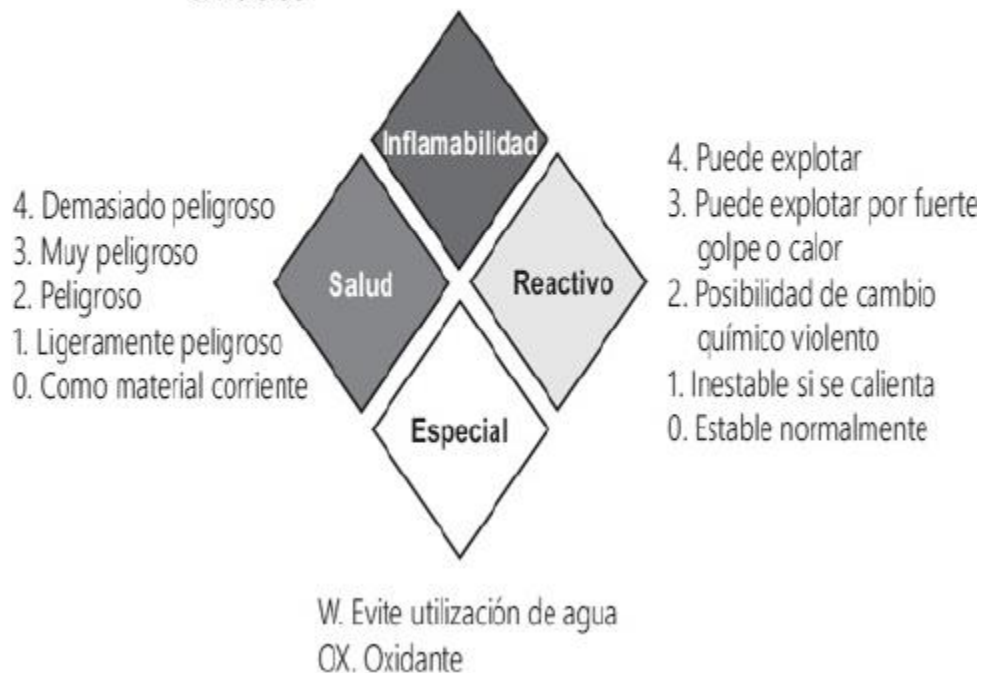 Inflamabilidad
4. Demasiado peligroso
3. Muy peligroso
2. Peligroso
1. Ligeramente peligroso
0. Como material corriente
Salud
Reactivo
4. Puede explotar
3. Puede explotar por fuerte
golpe o calor
2. Posibilidad de cambio
químico violento
1. Inestable si se calienta
0. Estable normalmente
Especial
W. Evite utilización de agua
OX. Oxidante